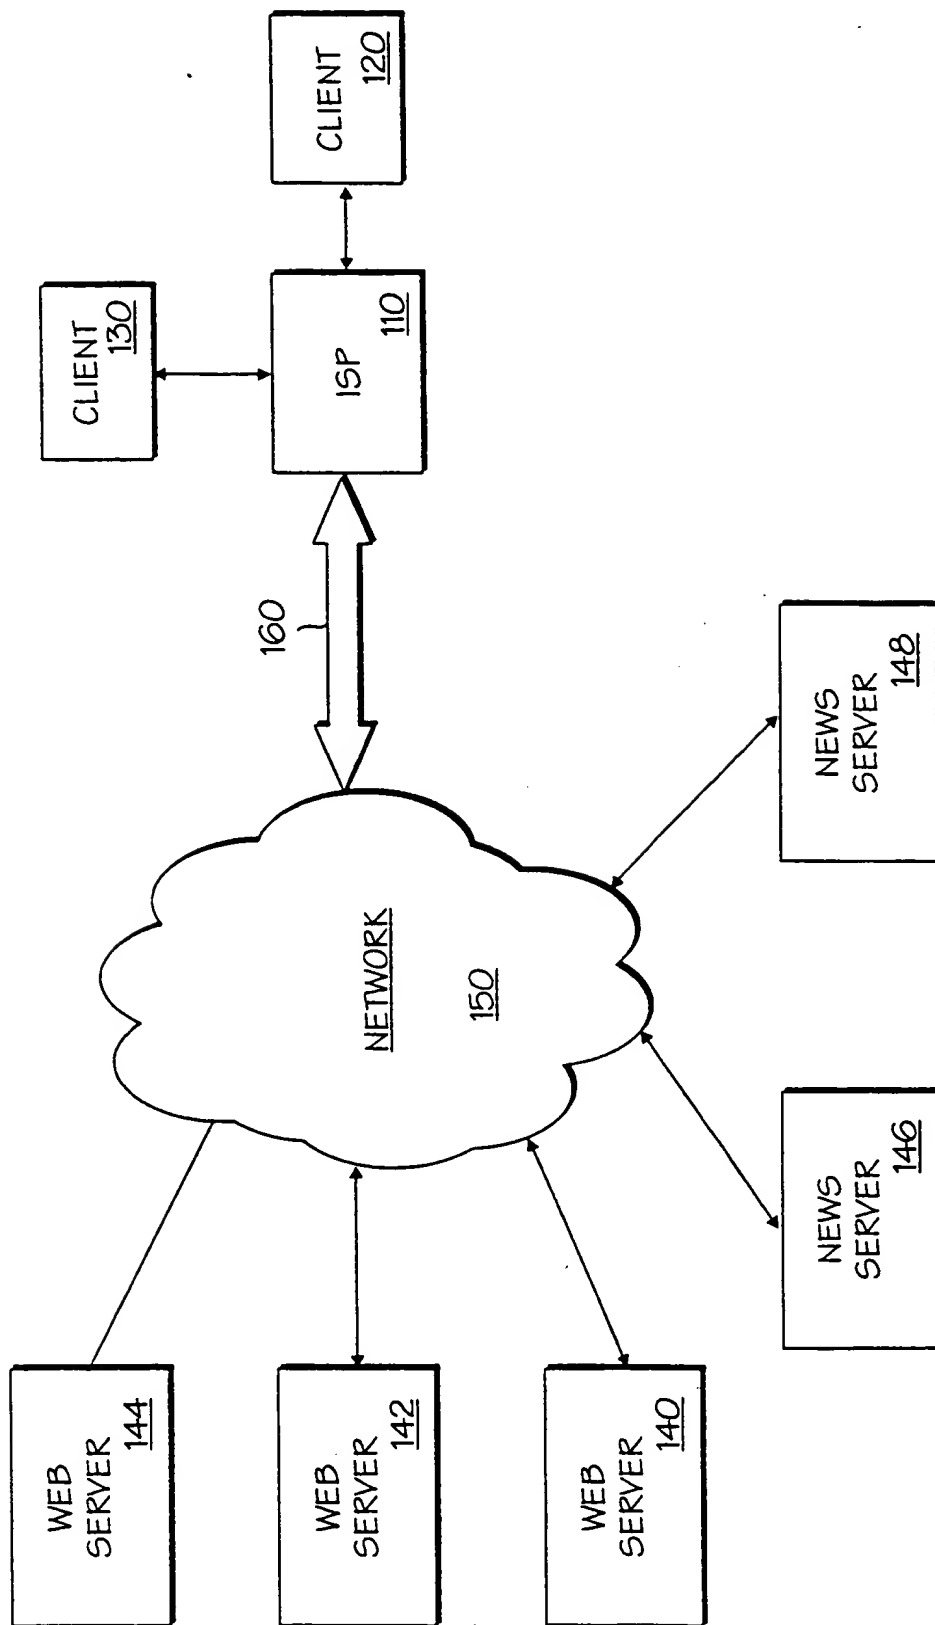 CLIENT
130
CLIENT
120
ISP
110
160
NETWORK
150
WEB
SERVER
144
WEB
SERVER
142
WEB
SERVER
140
NEWS
SERVER
146
NEWS
SERVER
148